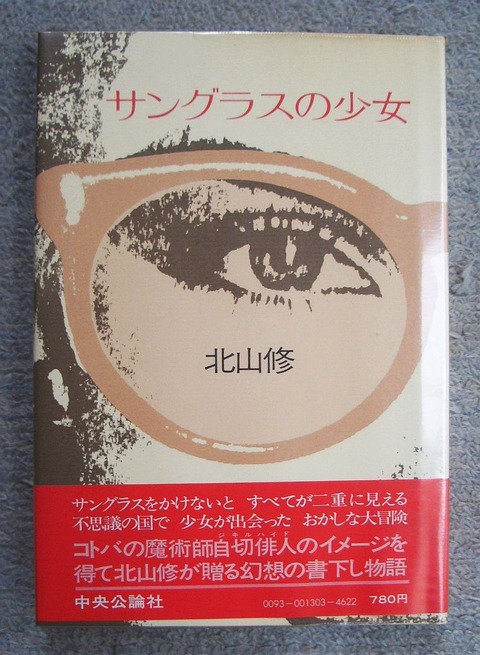 サングラスの少女
北山修
サングラスをかけないと すべてが二重に見える
不思議の国で 少女が出会った おかしな大冒険
ジキルハイド
コトバの魔術師自切俳人のイメージを
得て北山修が贈る幻想の書下し物語
中央公論社 0093-001303-4622 780円